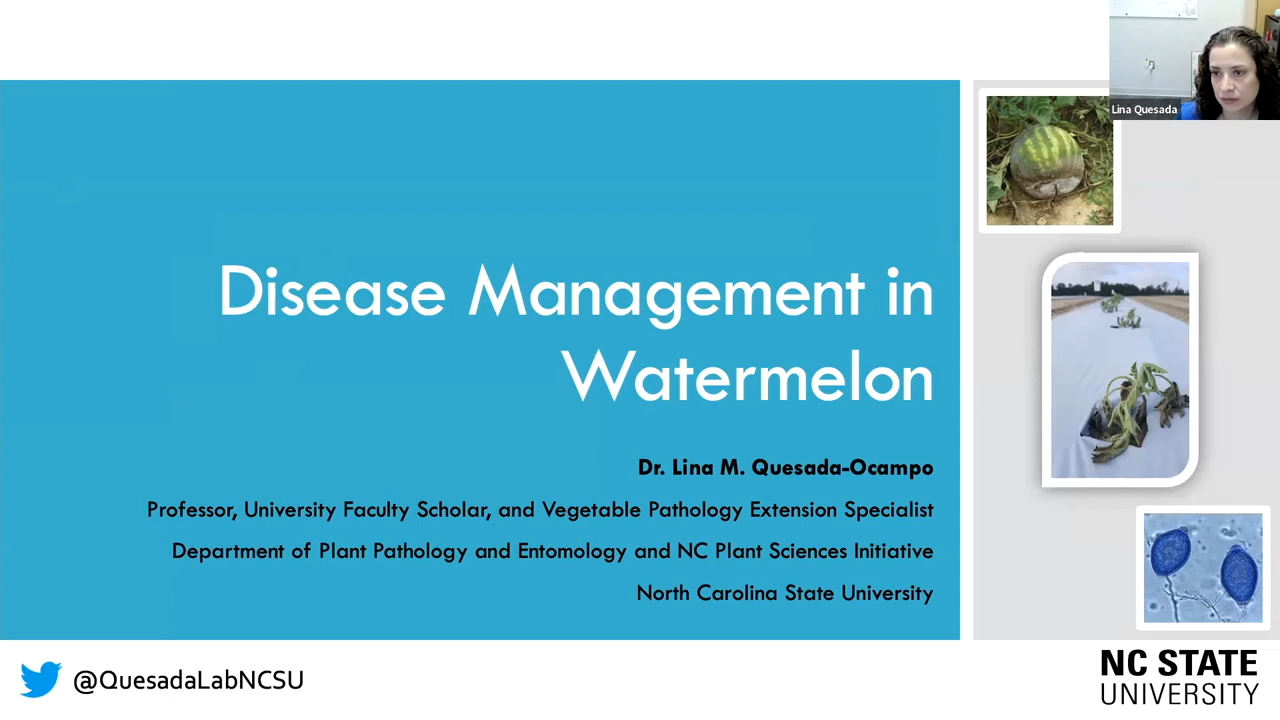 Lina Quesada
Disease Management in
Watermelon
Dr. Lina M. Quesada-Ocampo
Professor, University Faculty Scholar, and Vegetable Pathology Extension Specialist
Department of Plant Pathology and Entomology and NC Plant Sciences Initiative
North Carolina State University
@QuesadaLabNCSU
NC STATE
UNIVERSITY